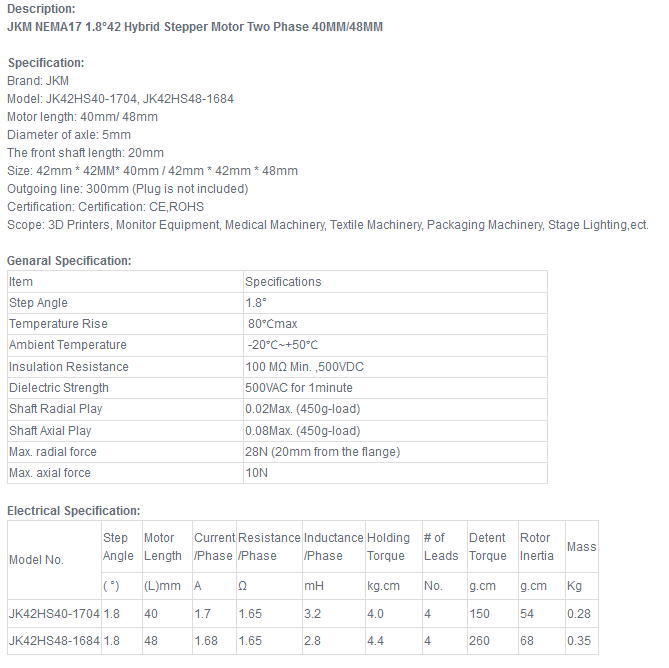 Description:
JKM NEMA17 1.8°42 Hybrid Stepper Motor Two Phase 40MM/48MM
Specification:
Brand: JKM
Model: JK42HS40-1704, JK42HS48-1684
Motor length: 40mm/ 48mm
Diameter of axle: 5mm
The front shaft length: 20mm
Size: 42mm * 42MM* 40mm / 42mm * 42mm * 48mm
Outgoing line: 300mm (Plug is not included)
Certification: Certification: CE,ROHS
Scope: 3D Printers, Monitor Equipment, Medical Machinery, Textile Machinery, Packaging Machinery, Stage Lighting,ect.
Genaral Specification:
Item Specifications
Step Angle 1.8°
Temperature Rise 80℃max
Ambient Temperature -20℃~+50℃
Insulation Resistance 100 MΩ Min. ,500VDC
Dielectric Strength 500VAC for 1minute
Shaft Radial Play 0.02Max. (450g-load)
Shaft Axial Play 0.08Max. (450g-load)
Max. radial force 28N (20mm from the flange)
Max. axial force 10N
Electrical Specification:
Model No. Step Angle Motor Length Current /Phase Resistance /Phase Inductance /Phase Holding Torque # of Leads Detent Torque Rotor Inertia Mass
( °) (L)mm A Ω mH kg.cm No. g.cm g.cm Kg
JK42HS40-1704 1.8 40 1.7 1.65 3.2 4.0 4 150 54 0.28
JK42HS48-1684 1.8 48 1.68 1.65 2.8 4.4 4 260 68 0.35